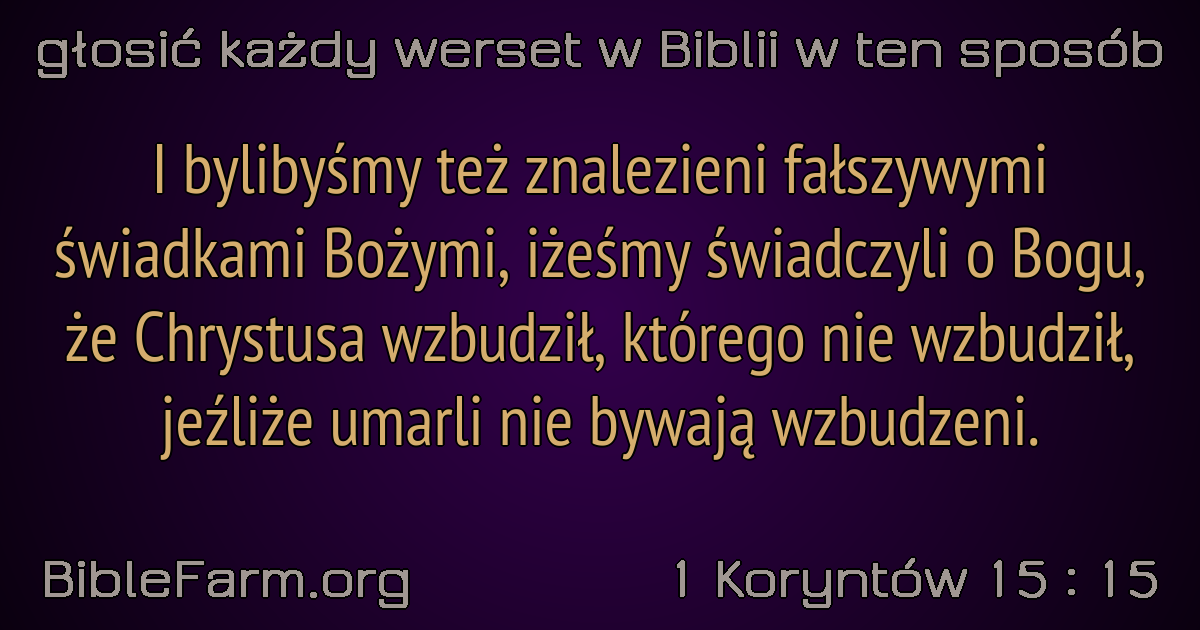 głosić każdy werset w Biblii w ten sposób
I bylibyśmy też znalezieni fałszywymi
świadkami Bożymi, iżeśmy świadczyli o Bogu,
że Chrystusa wzbudził, którego nie wzbudził,
jeźliże umarli nie bywają wzbudzeni.
BibleFarm.org
1 Koryntów 15 : 15